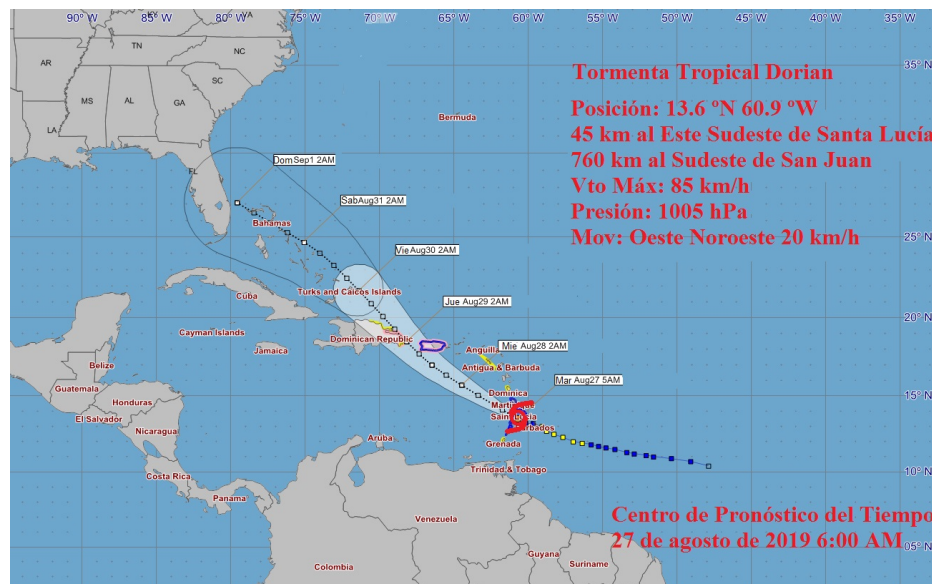 90° W 85° W 80° W 75° W 70° W 65° W 60° W 55° W 50° W 45° W
VA
TN
NC
AR
SC
MS
AL
GA
LA
FL
35° N
25° N
20° N
15° N
10° N
05° N
Tormenta Tropical Dorian
Posición: 13.6 ºN 60.9 ºW
45 km al Este Sudeste de Santa Lucía
760 km al Sudeste de San Juan
Vto Máx: 85 km/h
Presión: 1005 hPa
Mov: Oeste Noroeste 20 km/h
Bermuda
Dom Sep1 2AM
Sab Aug31 2AM
Bahamas
Vie Aug30 2AM
Turks and Caicos Islands
Cuba
Jue Aug29 2AM
Cayman Islands
Dominican Republic
Jamaica
Anguilla
Mie Aug28 2AM
Antigua & Barbuda
Belize
Mar Aug27 5AM
Guatemala
Dominica
Honduras
El Salvador
Nicaragua
Aruba
Grenada
Costa Rica
Trinidad & Tobago
Panama
Venezuela
Guyana
Suriname
Colombia
Centro de Pronóstico del Tiempo
27 de agosto de 2019 6:00 AM